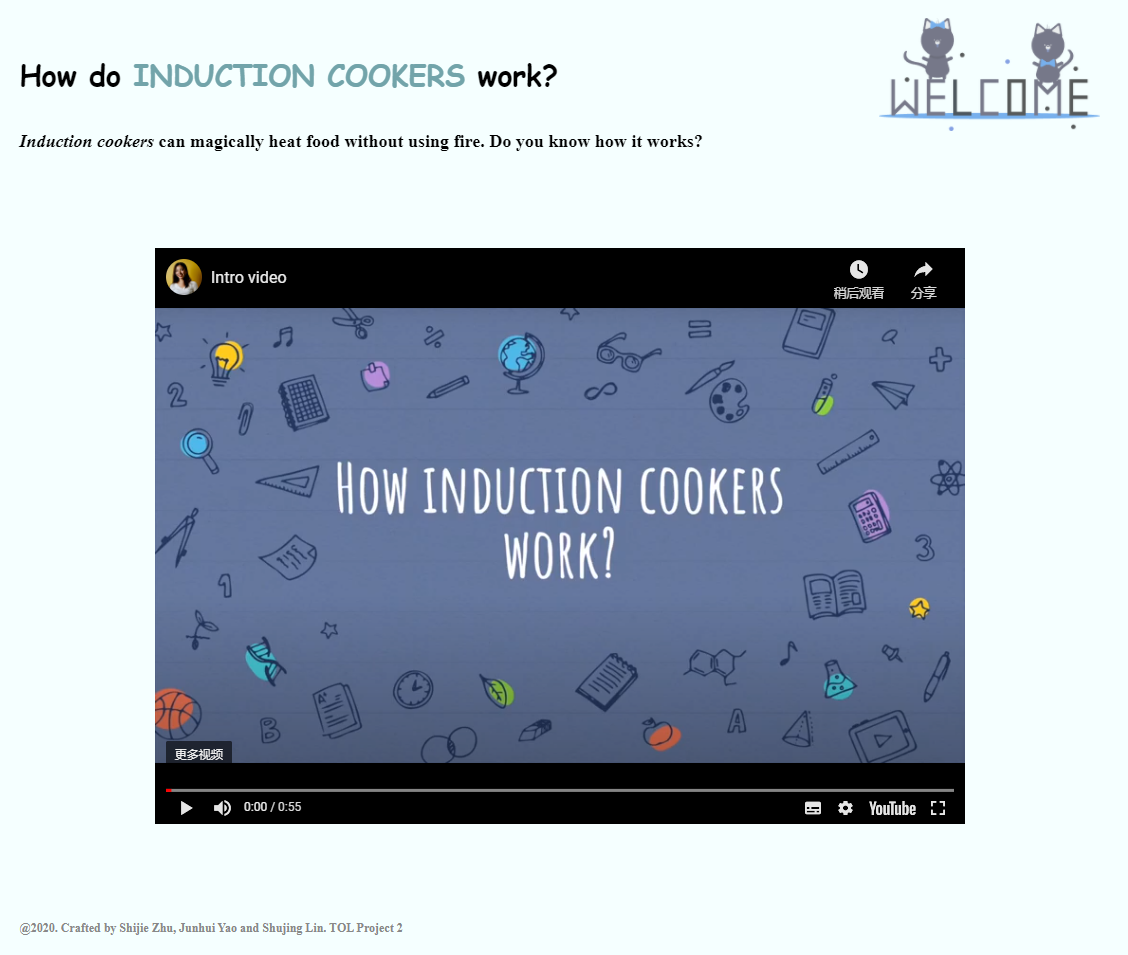 WELCOME
How do INDUCTION COOKERS work?
Induction cookers can magically heat food without using fire. Do you know how it works?
Intro video
稍后观看
分享
2
HOW INDUCTION COOKERS
WORK?
3
1
A+
B
A
更多视频
0:00 / 0:55
YouTube
@2020. Crafted by Shijie Zhu, Junhui Yao and Shujing Lin. TOL Project 2